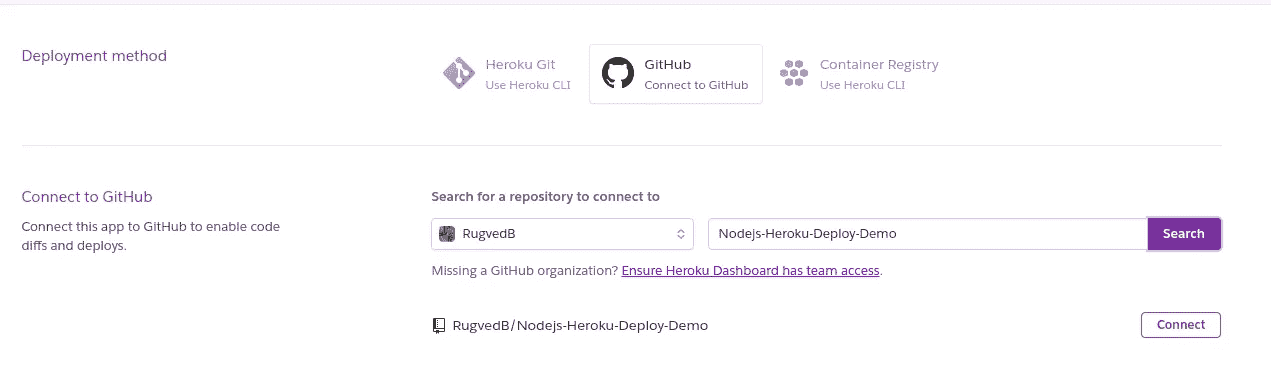 Deployment method
Heroku Git
Use Heroku CLI
GitHub
Connect to GitHub
Container Registry
Use Heroku CLI
Connect to GitHub
Connect this app to GitHub to enable code
diffs and deploys.
Search for a repository to connect to
RugvedB
Nodejs-Heroku-Deploy-Demo
Search
Missing a GitHub organization? Ensure Heroku Dashboard has team access.
RugvedB/Nodejs-Heroku-Deploy-Demo
Connect